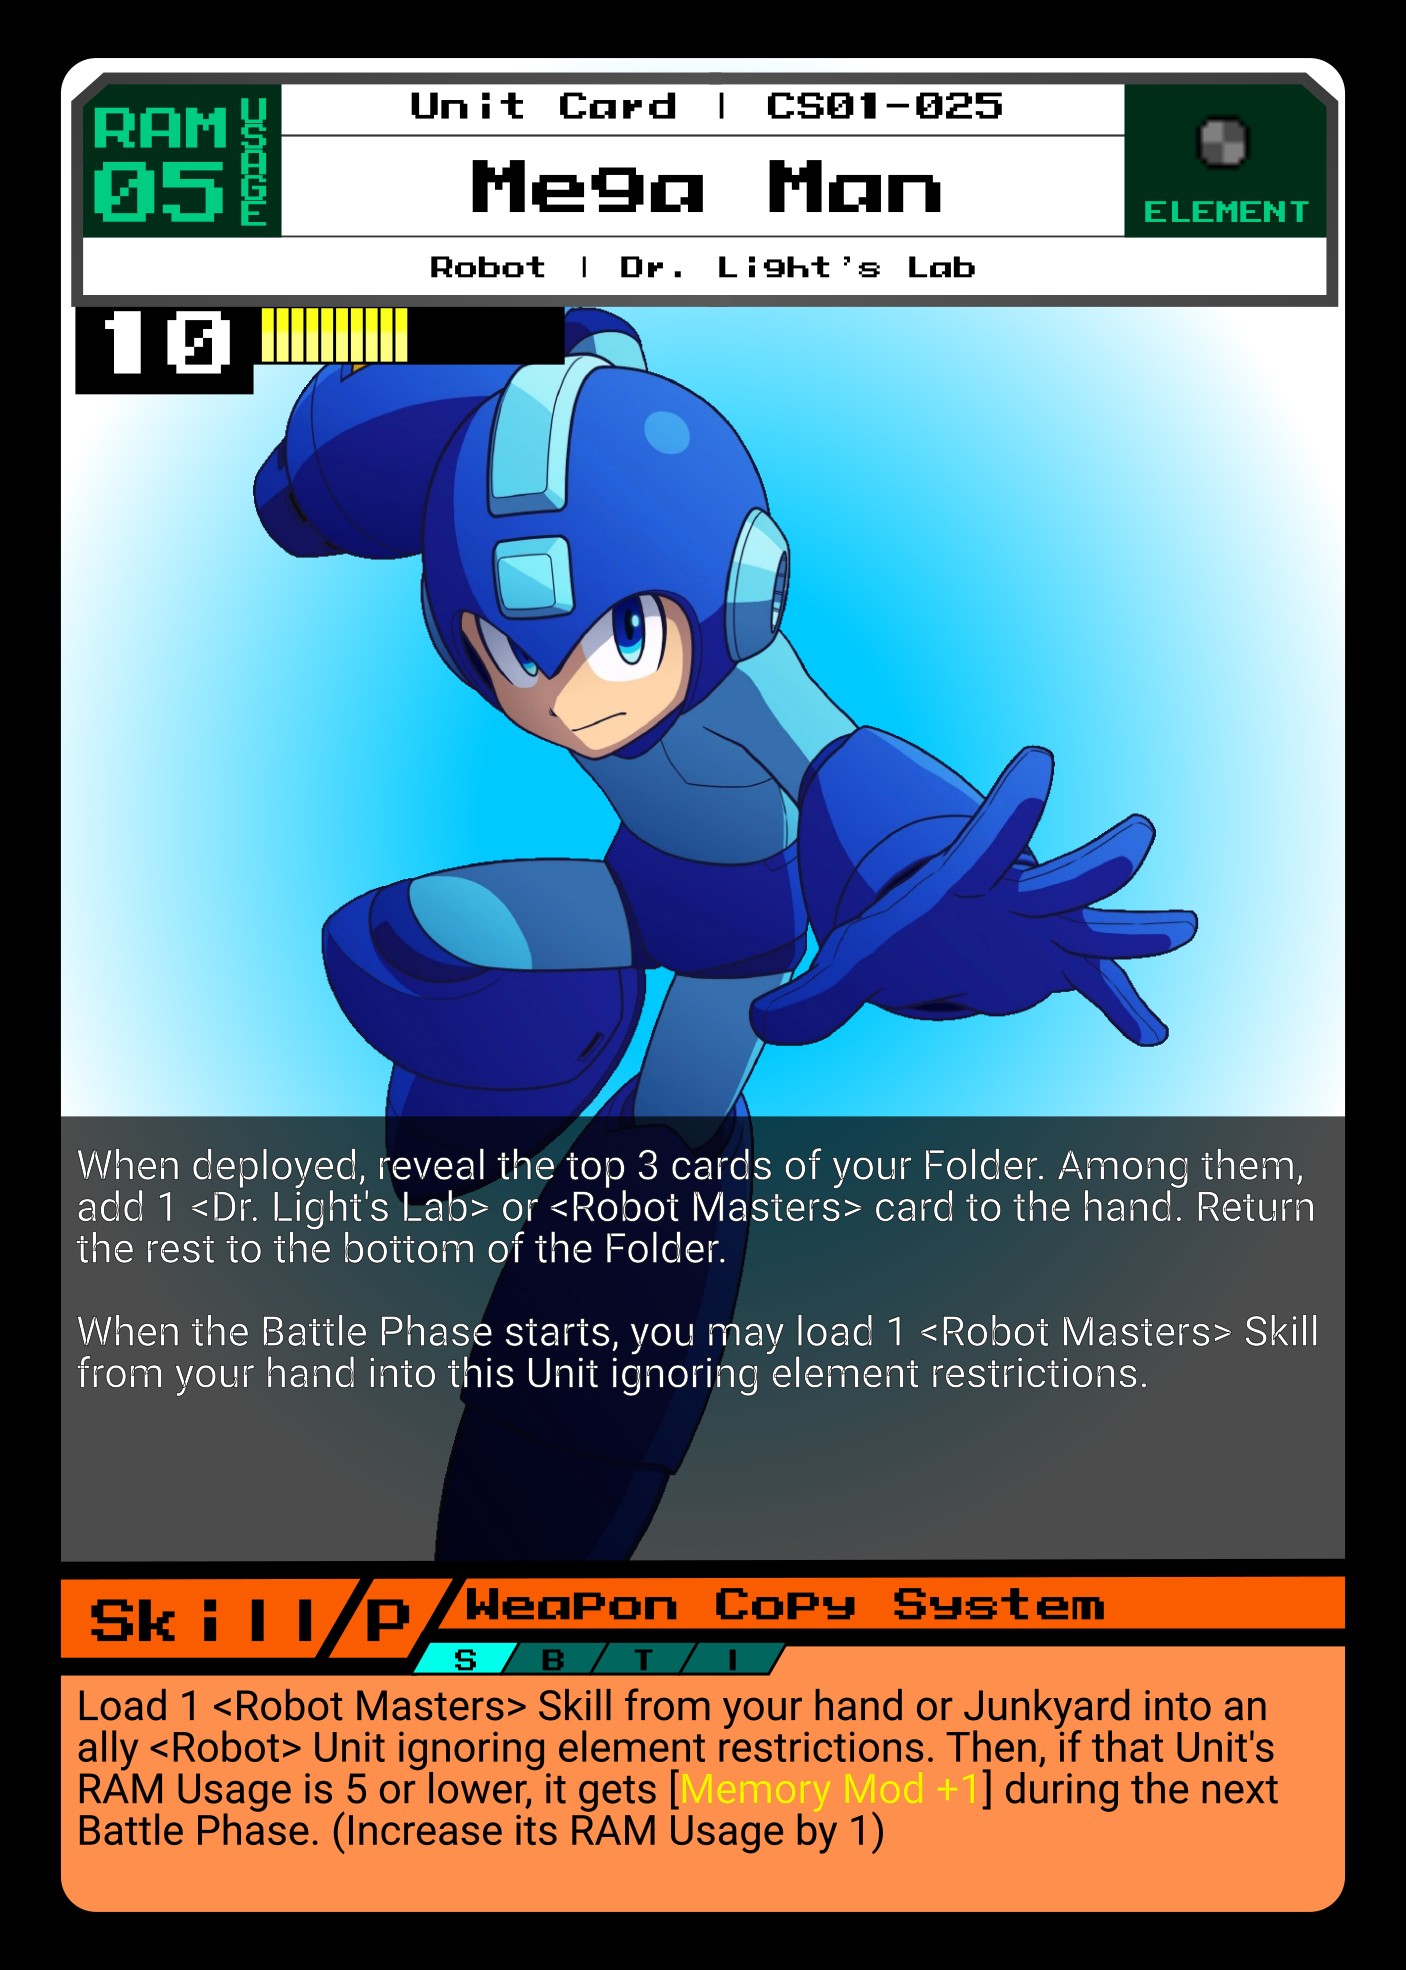 RAM
05
USAGE
Unit Card | CS01-025
Mega Man
Robot | Dr. Light's Lab
ELEMENT
10
When deployed, reveal the top 3 cards of your Folder. Among them,
add 1 <Dr. Light's Lab> or <Robot Masters> card to the hand. Return
the rest to the bottom of the Folder.
When the Battle Phase starts, you may load 1 <Robot Masters> Skill
from your hand into this Unit ignoring element restrictions.
Skill/P Weapon Copy System
S B T I
Load 1 <Robot Masters> Skill from your hand or Junkyard into an
ally <Robot> Unit ignoring element restrictions. Then, if that Unit's
RAM Usage is 5 or lower, it gets [Memory Mod +1] during the next
Battle Phase. (Increase its RAM Usage by 1)